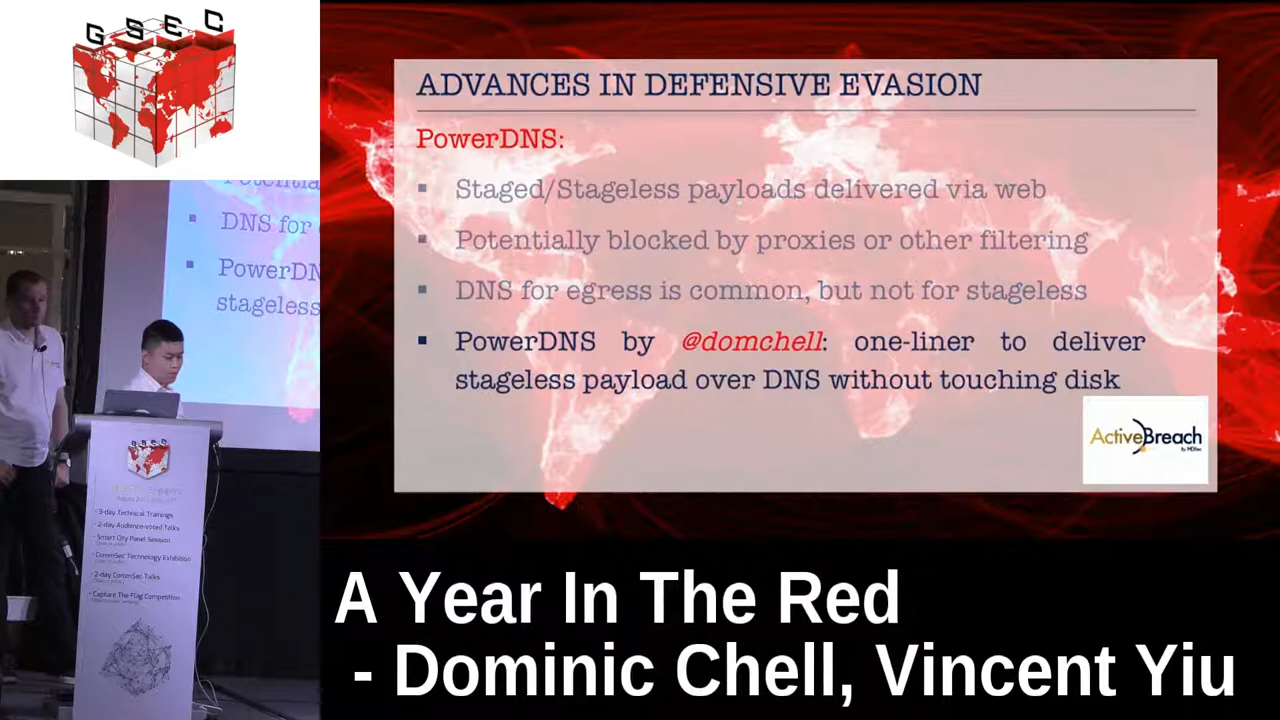 GSEC
ADVANCES IN DEFENSIVE EVASION
PowerDNS:
▪ Staged/Stageless payloads delivered via web
▪ Potentially blocked by proxies or other filtering
▪ DNS for egress is common, but not for stageless
▪ PowerDNS by @domchell: one-liner to deliver
stageless payload over DNS without touching disk
ActiveBreach
By MDSec
▪ DNS for
▪ PowerDN
stageless
GSEC
• 3-day Technical Trainings
• 2-day Audience-voted Talks
• Smart City Panel Session
• CommSec Technology Exhibition
• 2-day CommSec Talks
• Capture The Flag Competition
A Year In The Red
- Dominic Chell, Vincent Yiu